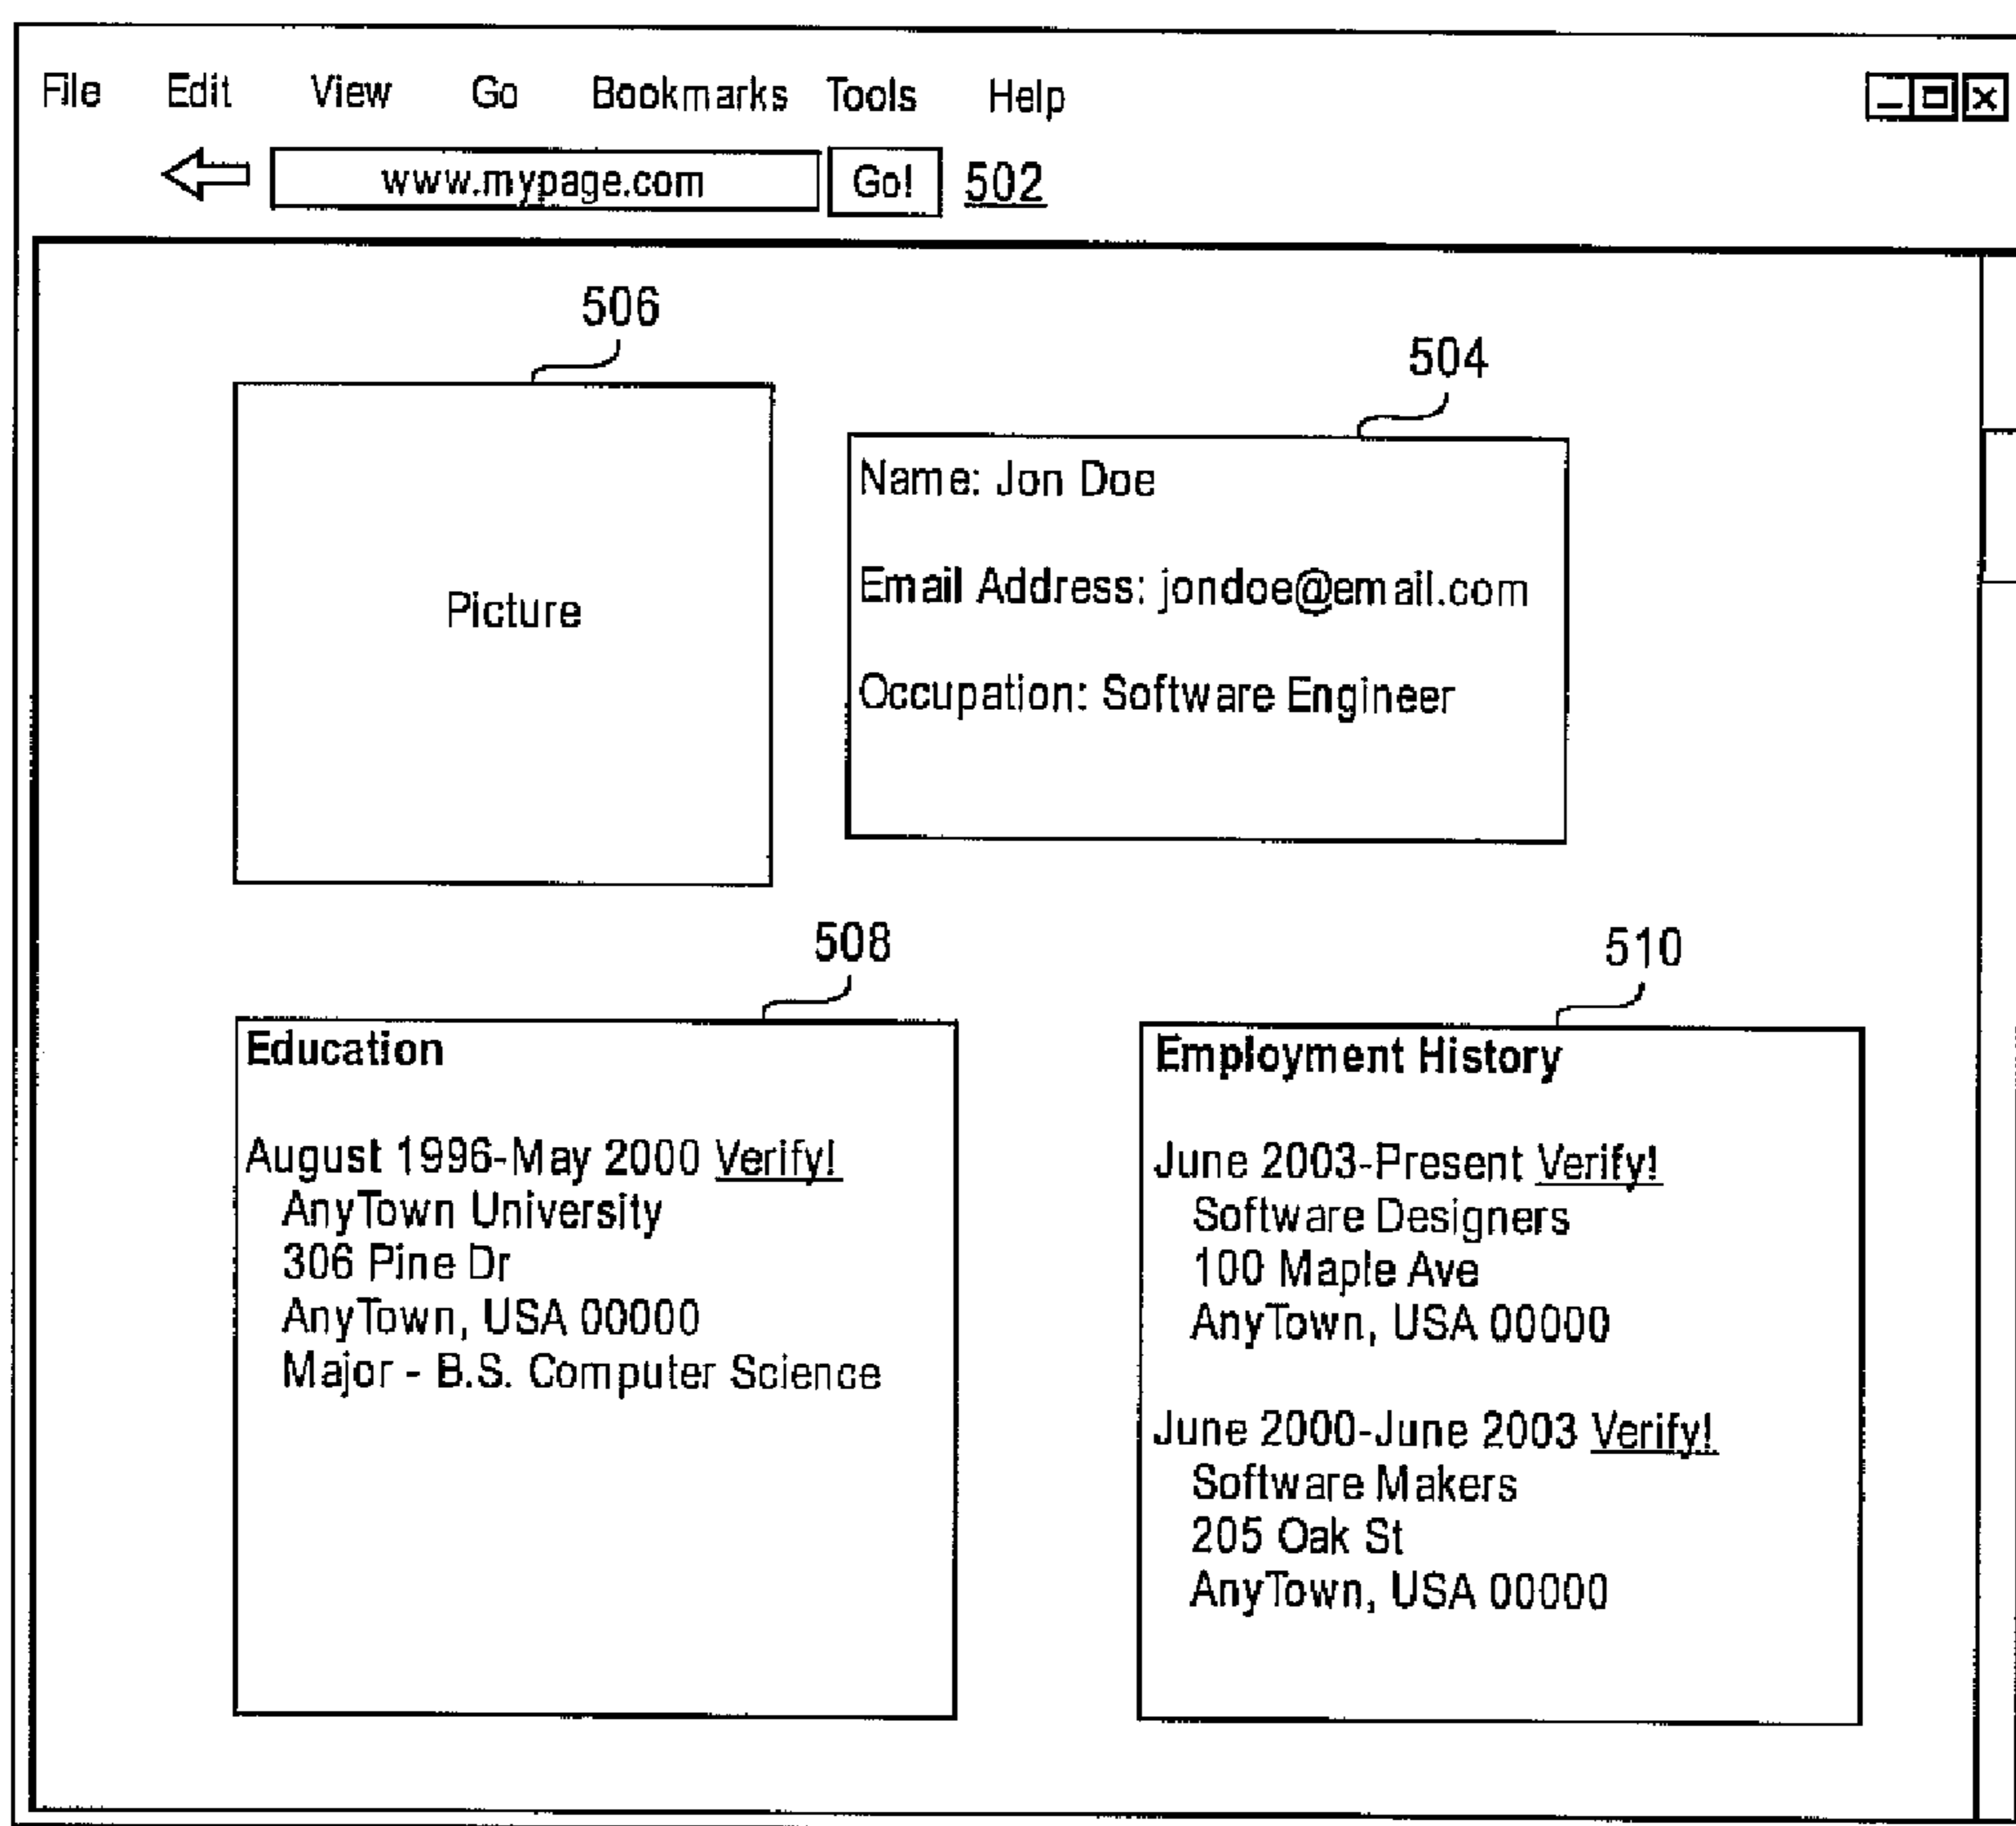 File Edit View Go Bookmarks Tools Help
www.mypage.com Go! 502
506
504
Picture
Name: Jon Doe
Email Address: jondoe@email.com
Occupation: Software Engineer
508
Education
August 1996-May 2000 Verify!
AnyTown University
306 Pine Dr
AnyTown, USA 00000
Major - B.S. Computer Science
510
Employment History
June 2003-Present Verify!
Software Designers
100 Maple Ave
AnyTown, USA 00000
June 2000-June 2003 Verify!
Software Makers
205 Oak St
AnyTown, USA 00000